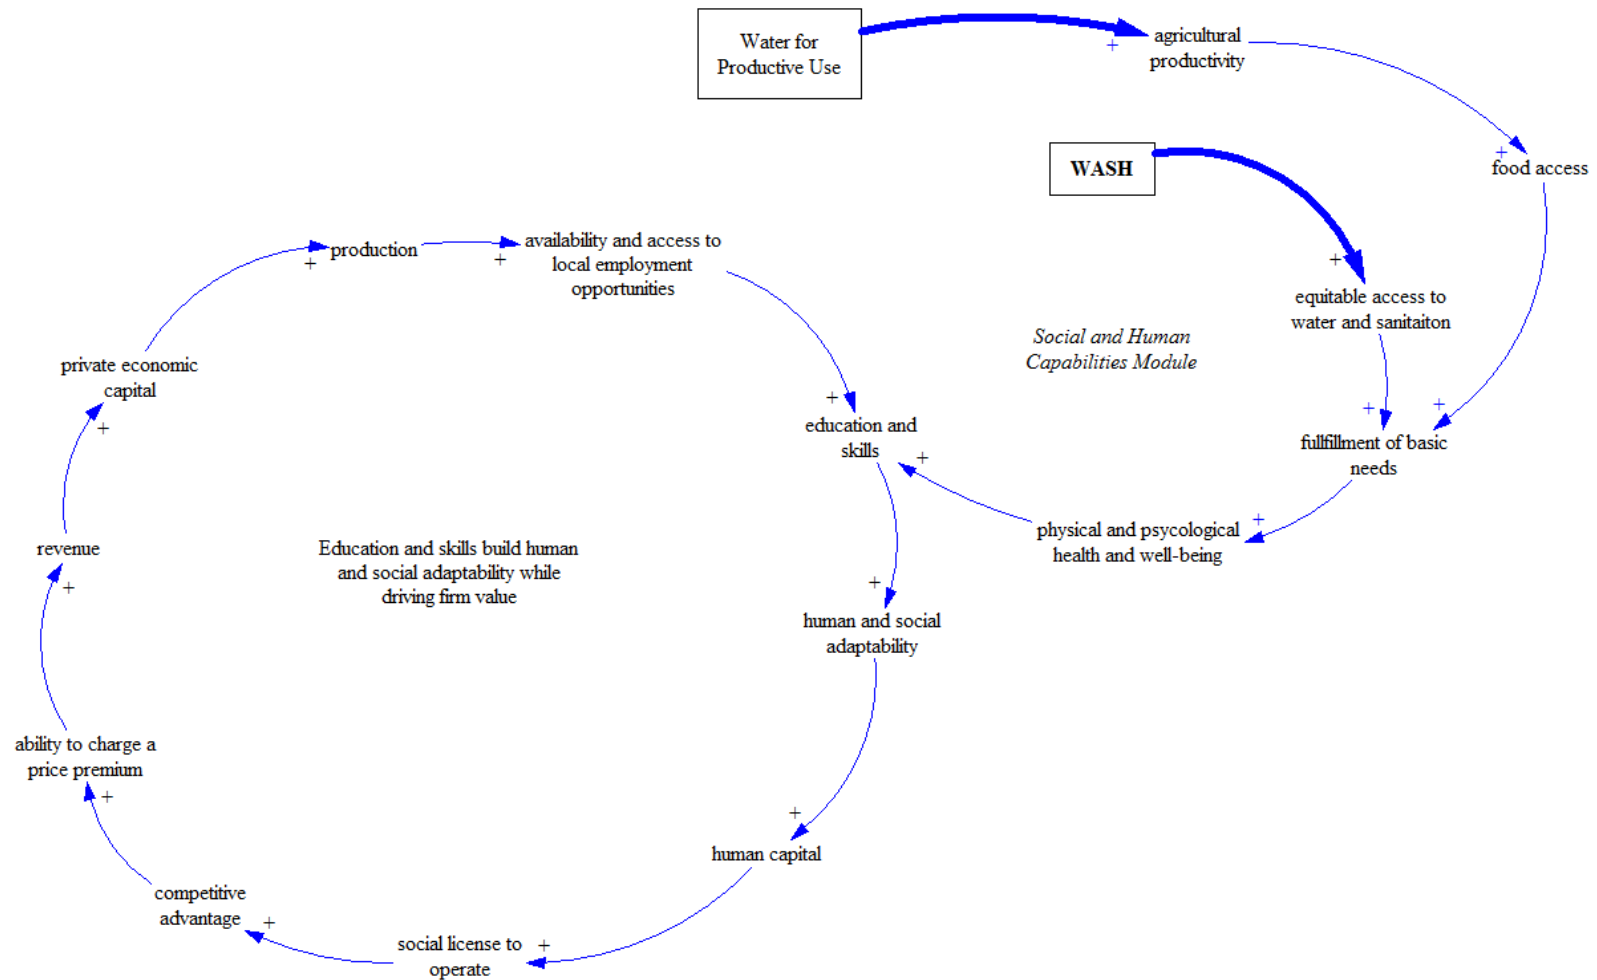 Water for
Productive Use
+
agricultural
productivity
+
food access
WASH
+
equitable access to
water and sanitaiton
Social and Human
Capabilities Module
+
+
fullfillment of basic
needs
+
physical and psycological
health and well-being
+
production
+
availability and access to
local employment
opportunities
+
education and
skills
+
private economic
capital
+
revenue
+
Education and skills build human
and social adaptability while
driving firm value
+
human and social
adaptability
ability to charge a
price premium
+
+
human capital
competitive
advantage
+
social license to
operate
+